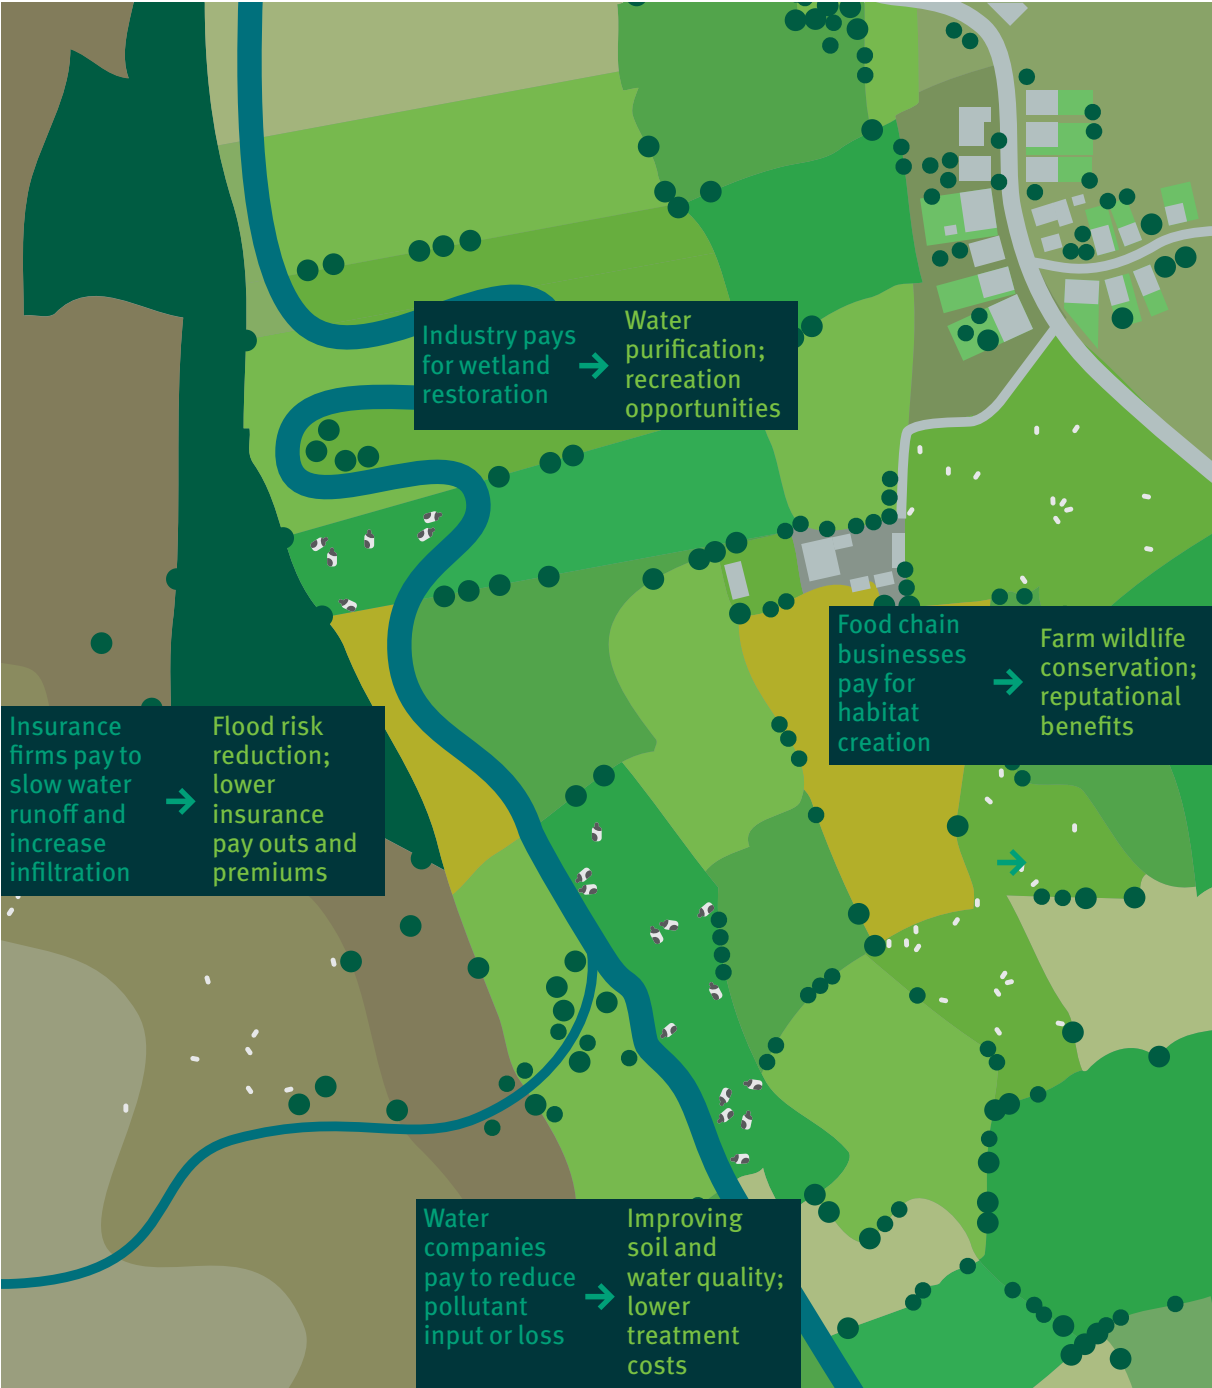 Industry pays
for wetland
restoration
→
Water
purification;
recreation
opportunities
Food chain
businesses
pay for
habitat
creation
→
Farm wildlife
conservation;
reputational
benefits
Insurance
firms pay to
slow water
runoff and
increase
infiltration
→
Flood risk
reduction;
lower
insurance
pay outs and
premiums
→
Water
companies
pay to reduce
pollutant
input or loss
→
Improving
soil and
water quality;
lower
treatment
costs